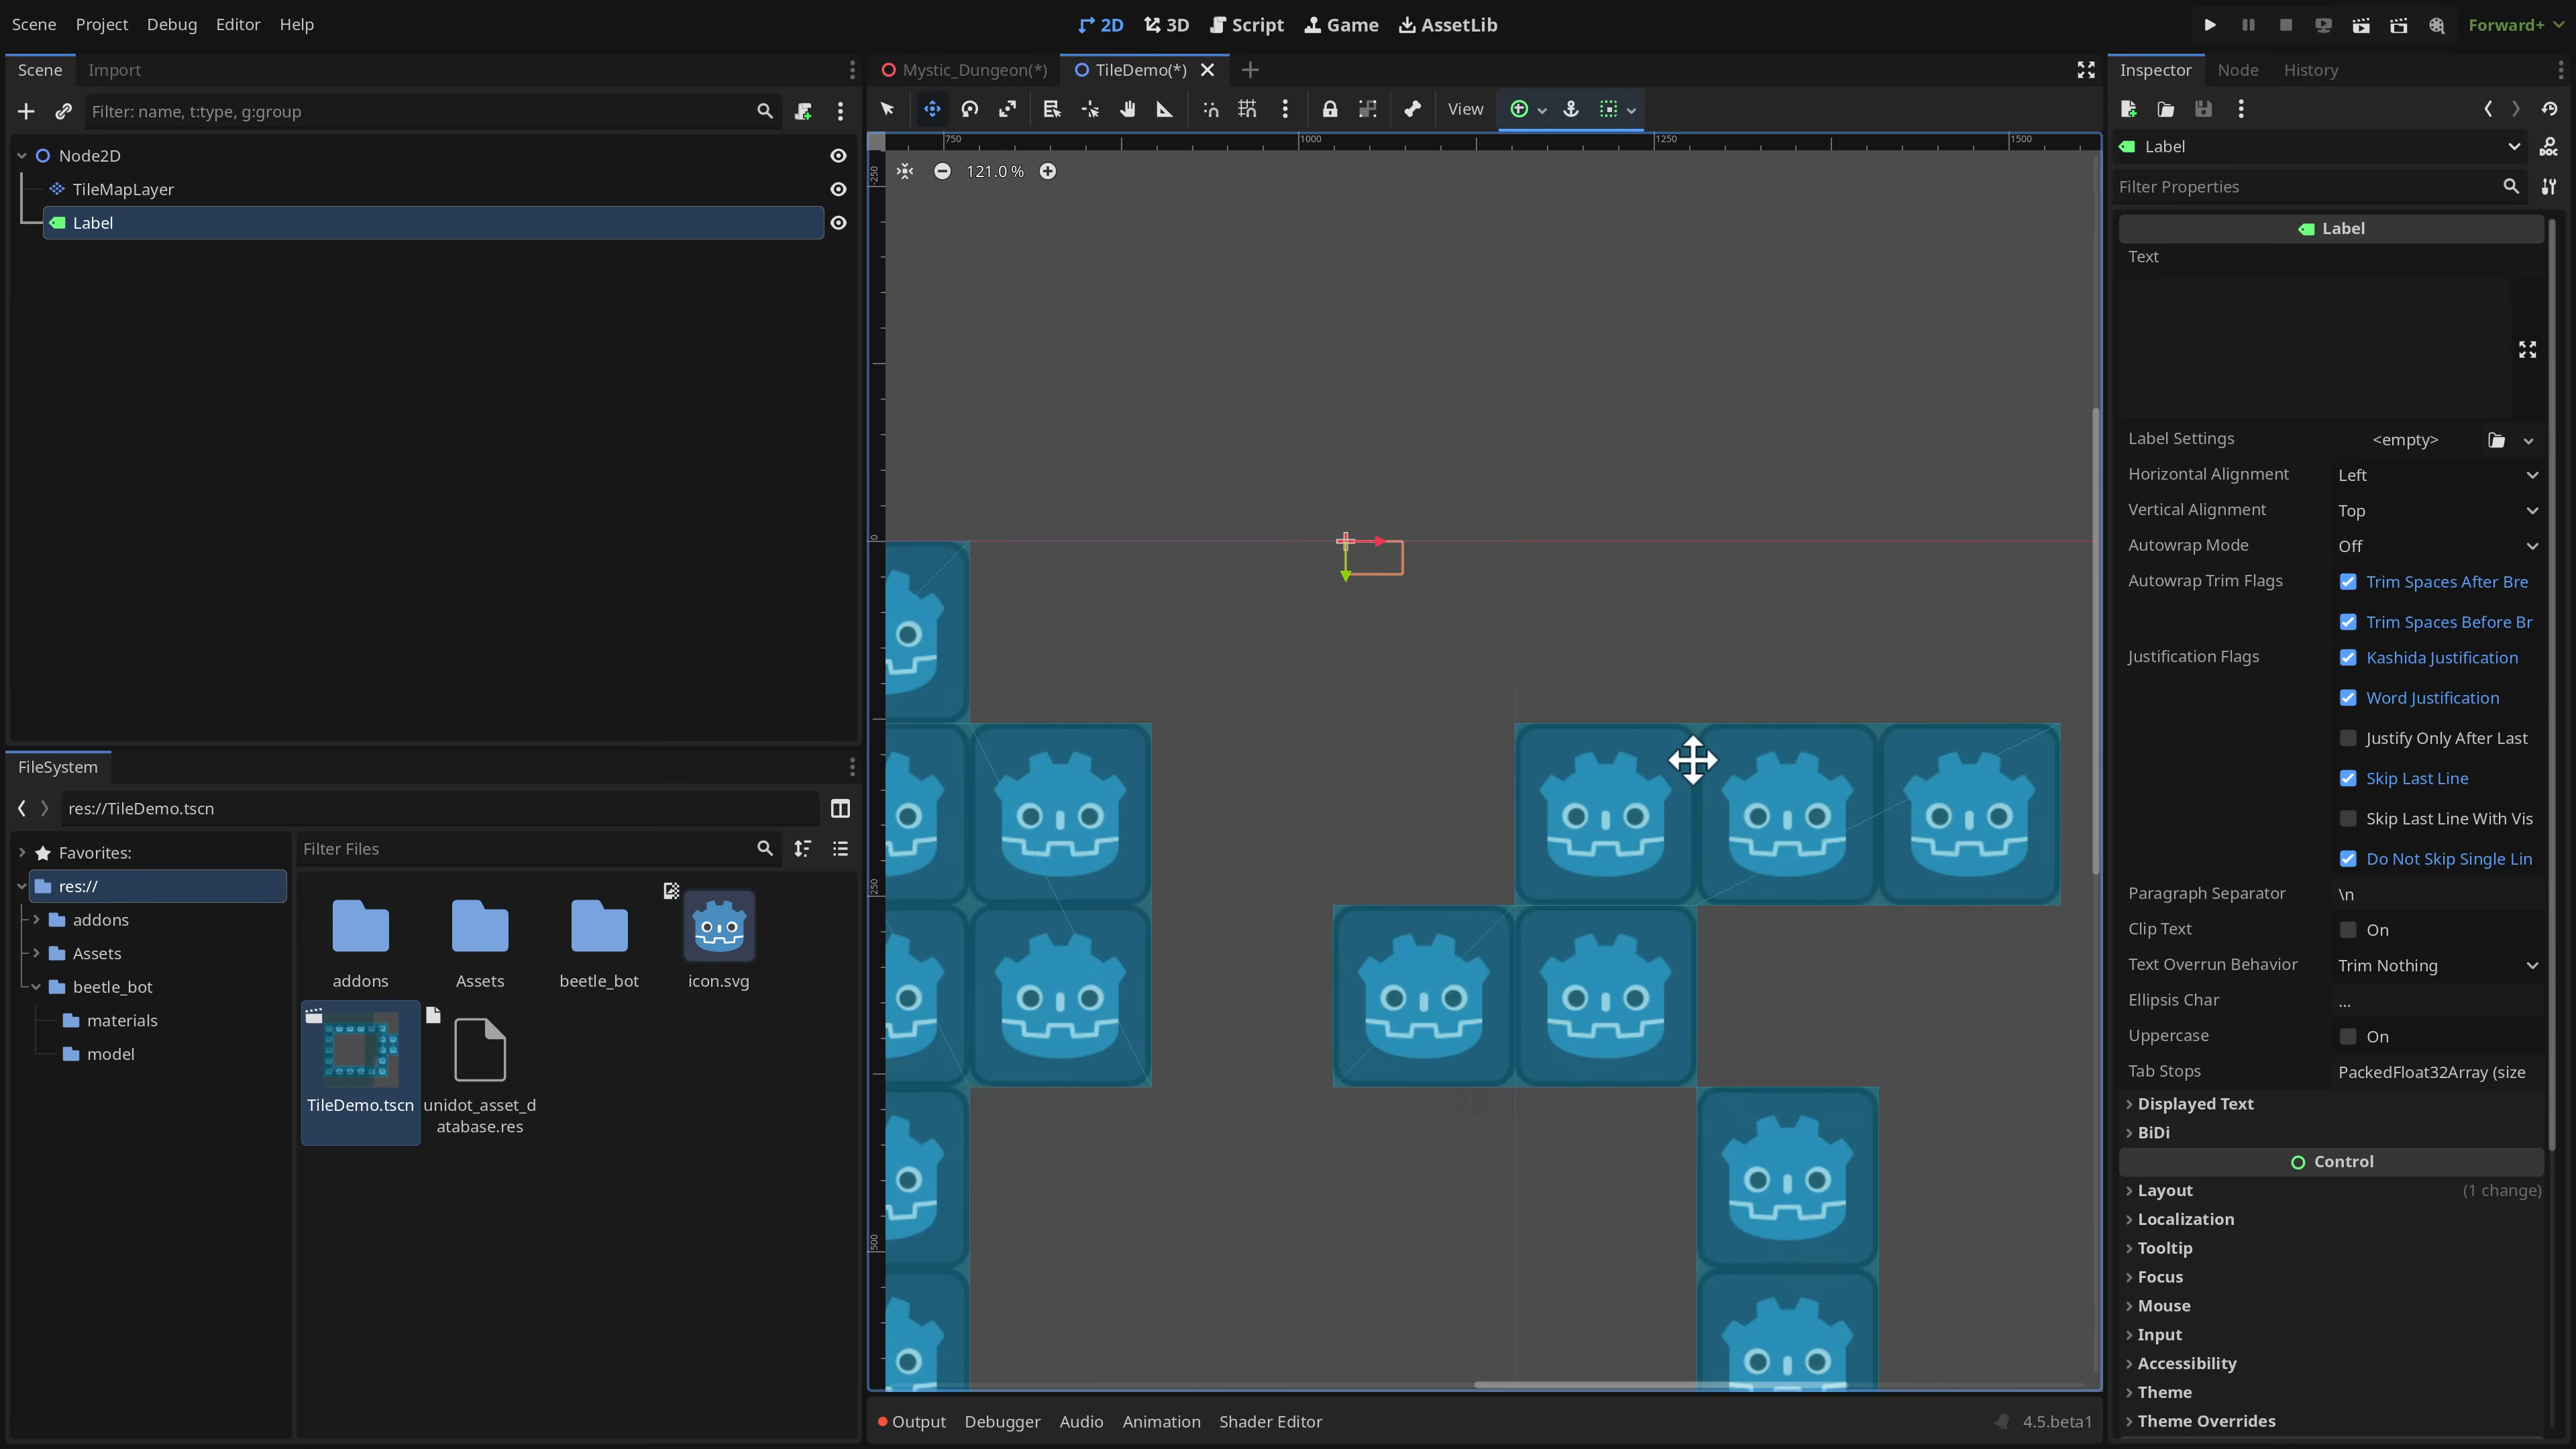 Scene Project Debug Editor Help
2D 3D Script Game AssetLib
Forward+
Scene Import
Filter: name, t:type, g:group
Node2D
TileMapLayer
Label
FileSystem
res://TileDemo.tscn
Favorites:
res://
addons
Assets
beetle_bot
materials
model
Filter Files
addons Assets beetle_bot icon.svg
TileDemo.tscn unidot_asset_d
atabase.res
Mystic_Dungeon(*) TileDemo(*)
View
750 1000 1250 1500
-250
0
250
500
121.0 %
Output Debugger Audio Animation Shader Editor
4.5.beta1
Inspector Node History
Label
DOC
Filter Properties
Label
Text
Label Settings <empty>
Horizontal Alignment Left
Vertical Alignment Top
Autowrap Mode Off
Autowrap Trim Flags Trim Spaces After Bre
Trim Spaces Before Br
Justification Flags Kashida Justification
Word Justification
Justify Only After Last
Skip Last Line
Skip Last Line With Vis
Do Not Skip Single Lin
Paragraph Separator \n
Clip Text On
Text Overrun Behavior Trim Nothing
Ellipsis Char ...
Uppercase On
Tab Stops PackedFloat32Array (size
Displayed Text
BiDi
Control
Layout (1 change)
Localization
Tooltip
Focus
Mouse
Input
Accessibility
Theme
Theme Overrides